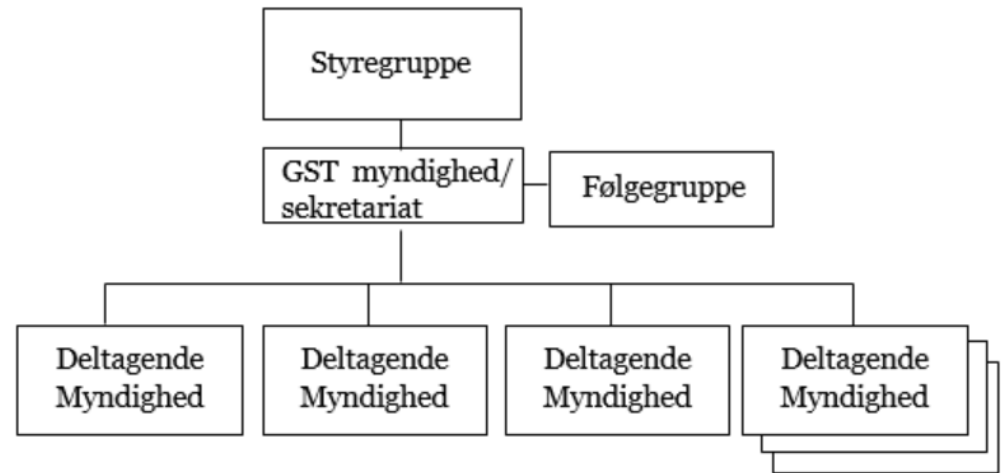 Styregruppe
GST myndighed/
sekretariat
Følgegruppe
Deltagende
Myndighed
Deltagende
Myndighed
Deltagende
Myndighed
Deltagende
Myndighed